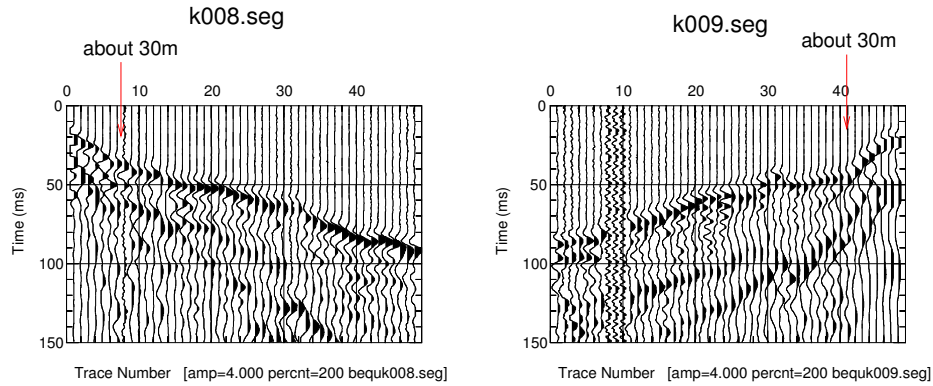 k008.seg
about 30m
0 10 20 30 40
0
50
100
150
Time (ms)
Trace Number [amp=4.000 percnt=200 bequk008.seg]
k009.seg
about 30m
0 10 20 30 40
0
50
100
150
Time (ms)
Trace Number [amp=4.000 percnt=200 bequk009.seg]